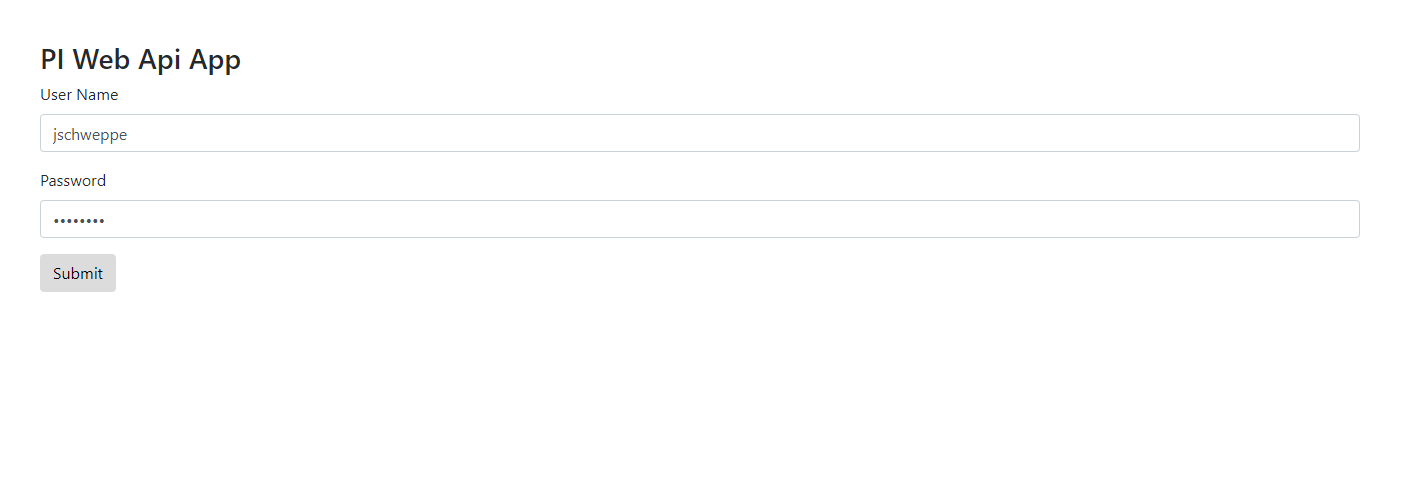 PI Web Api App
User Name
jschweppe
Password
••••••••
Submit